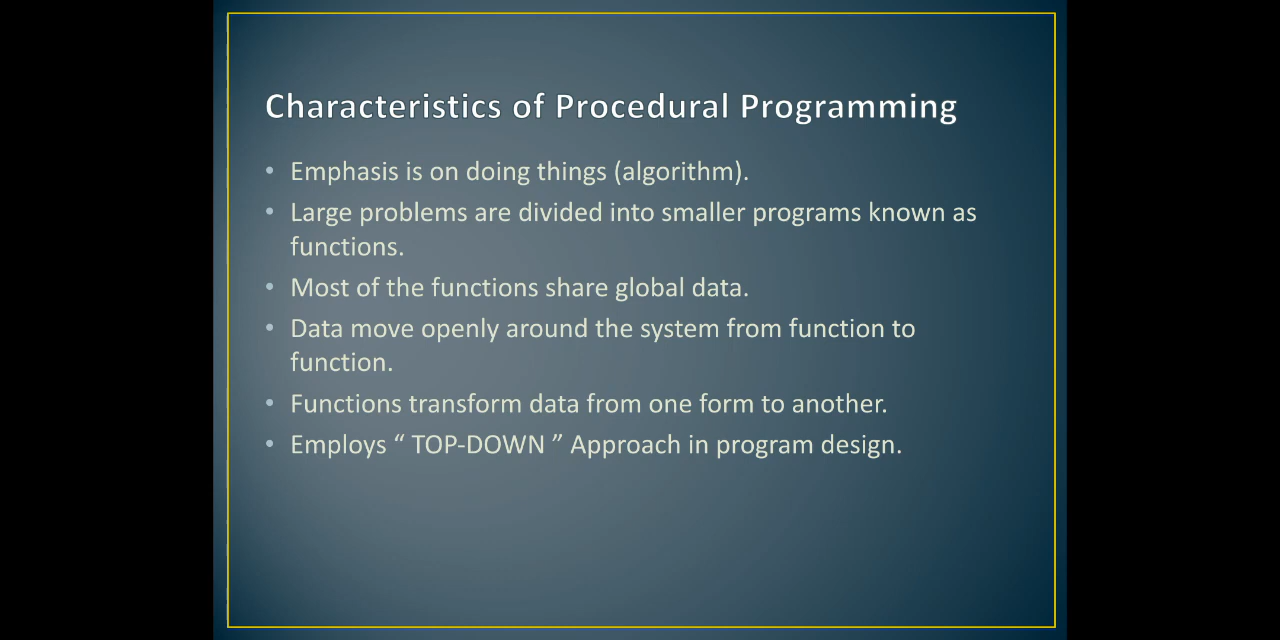 Characteristics of Procedural Programming
• Emphasis is on doing things (algorithm).
• Large problems are divided into smaller programs known as
functions.
• Most of the functions share global data.
• Data move openly around the system from function to
function.
• Functions transform data from one form to another.
• Employs “ TOP-DOWN ” Approach in program design.